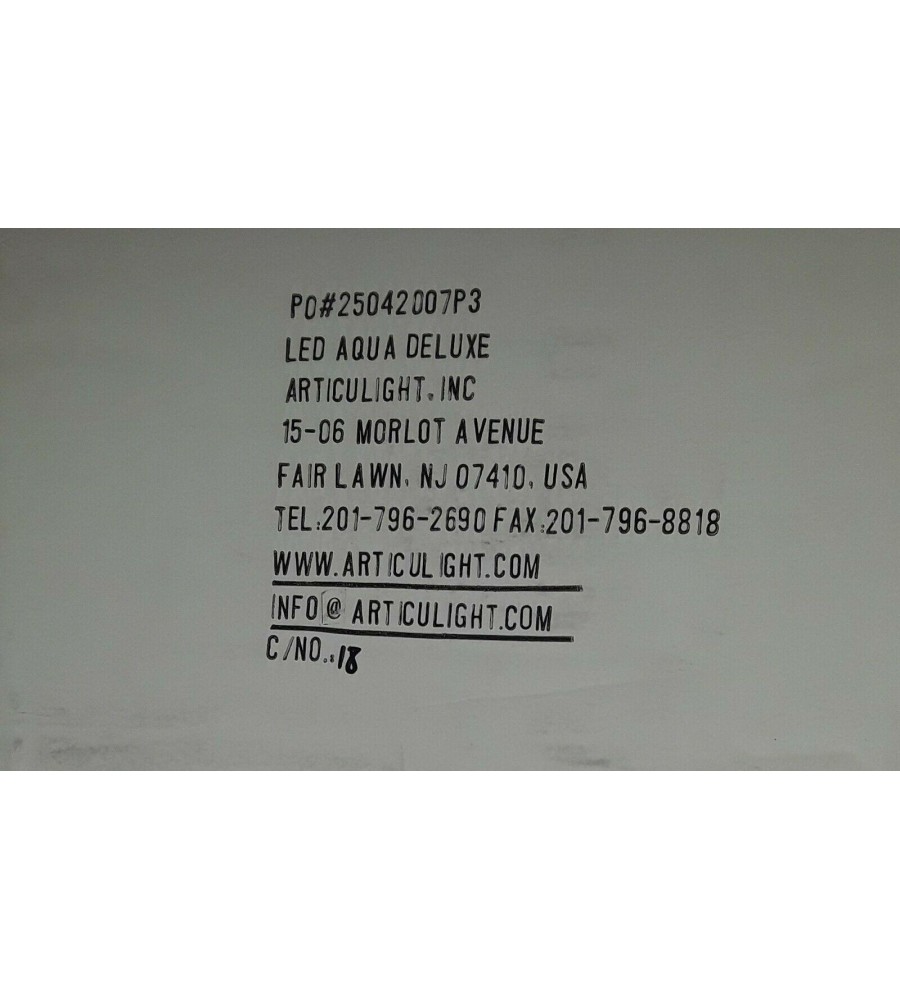 PO#25042007P3
LED AQUA DELUXE
ARTICULIGHT.INC
15-06 MORLOT AVENUE
FAIR LAWN, NJ 07410, USA
TEL:201-796-2690 FAX:201-796-8818
WWW.ARTICULIGHT.COM
INFO@ ARTICULIGHT.COM
C/NO.:18